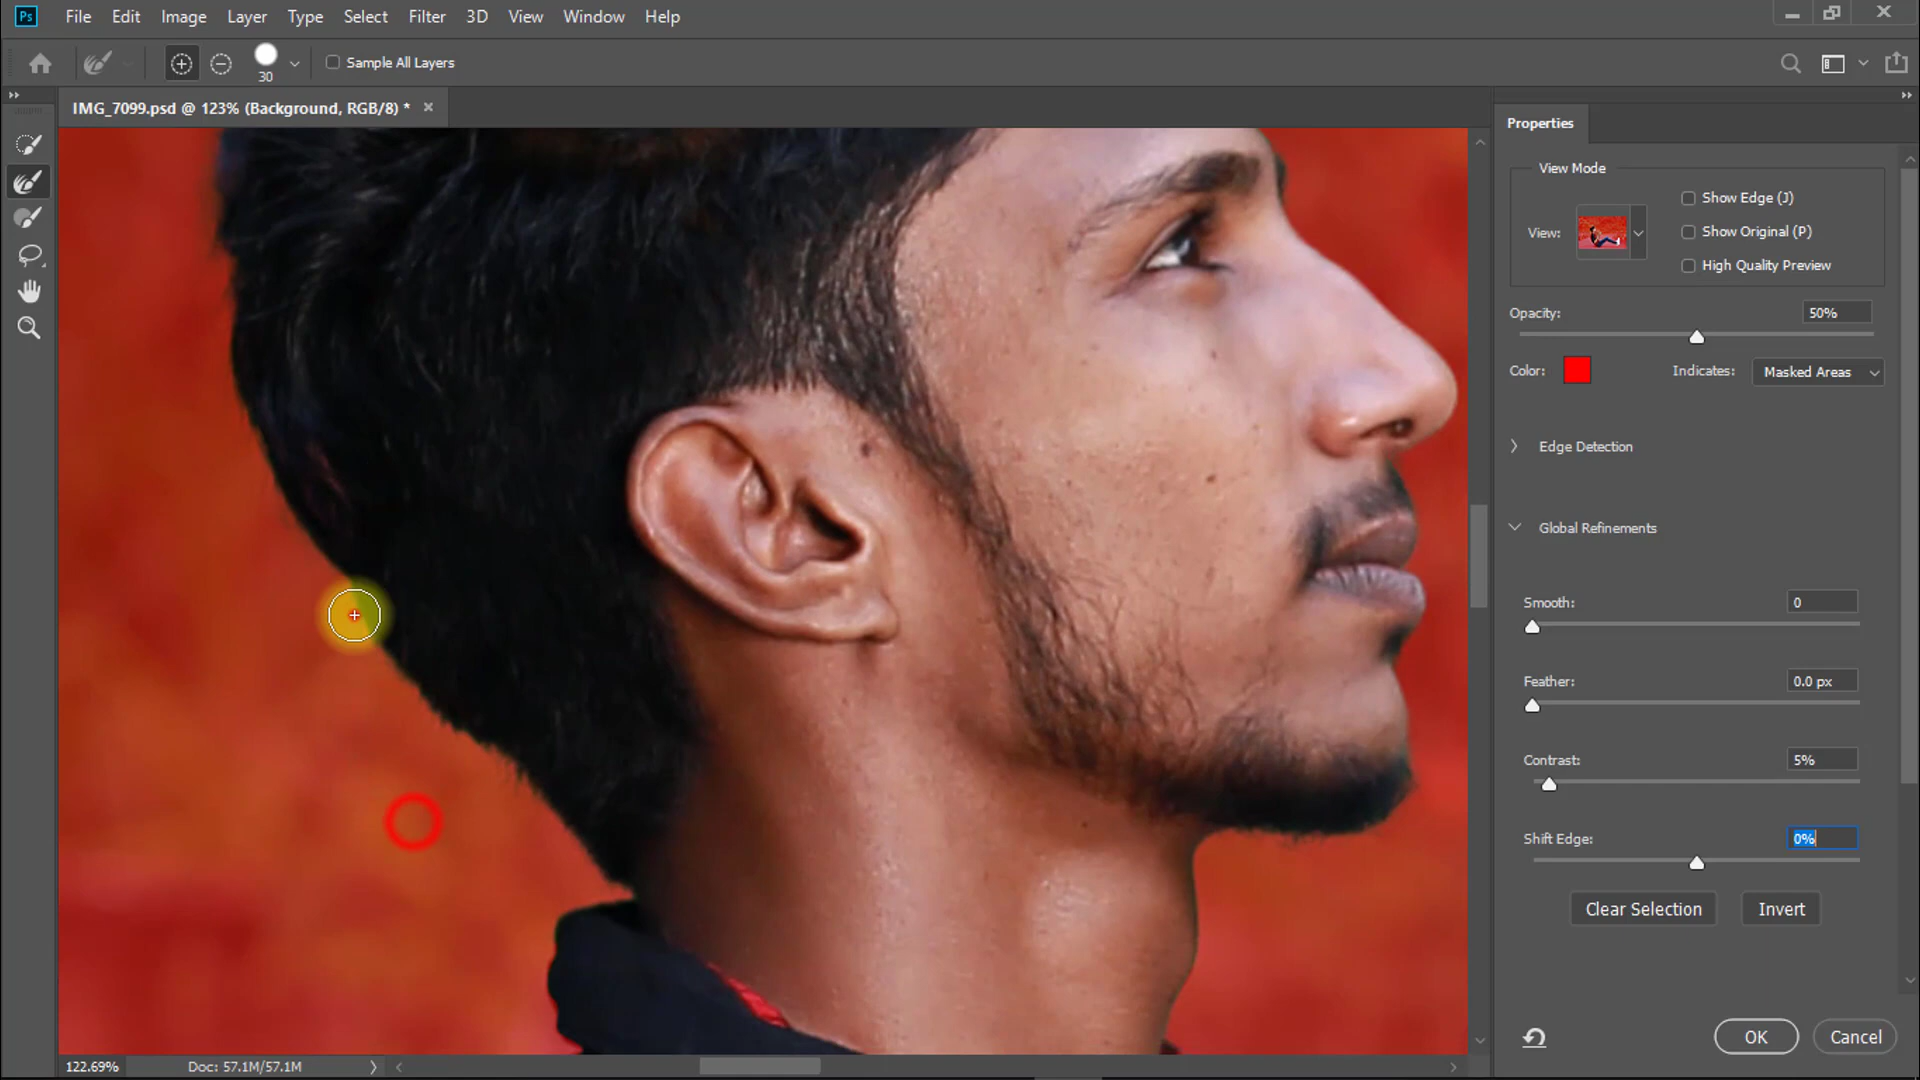 Ps File Edit Image Layer Type Select Filter 3D View Window Help
30 Sample All Layers
IMG_7099.psd @ 123% (Background, RGB/8) * ×
Properties
View Mode
Show Edge (J)
View: Show Original (P)
High Quality Preview
Opacity: 50%
Color: Indicates: Masked Areas
Edge Detection
Global Refinements
Smooth: 0
Feather: 0.0 px
Contrast: 5%
Shift Edge: 0%
Clear Selection Invert
OK Cancel
122.69% Doc: 57.1M/57.1M